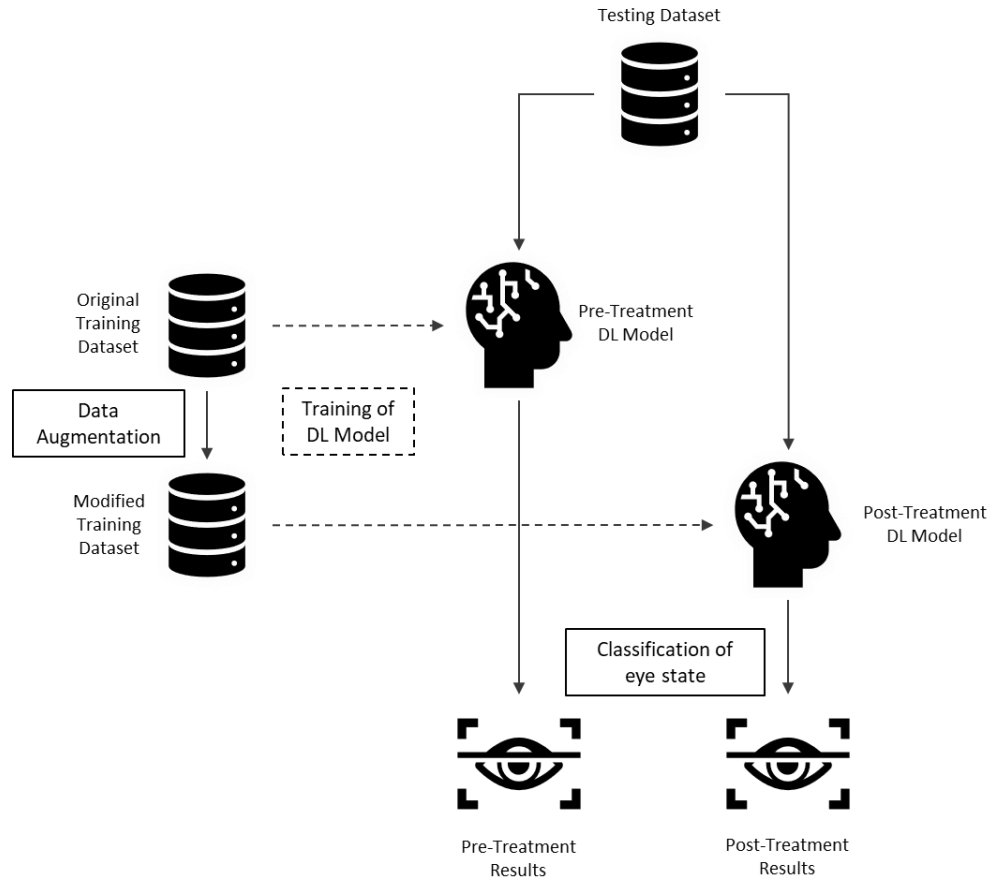 Testing Dataset
Original
Training
Dataset
Pre-Treatment
DL Model
Data
Augmentation
Training of
DL Model
Modified
Training
Dataset
Post-Treatment
DL Model
Classification of
eye state
Pre-Treatment
Results
Post-Treatment
Results